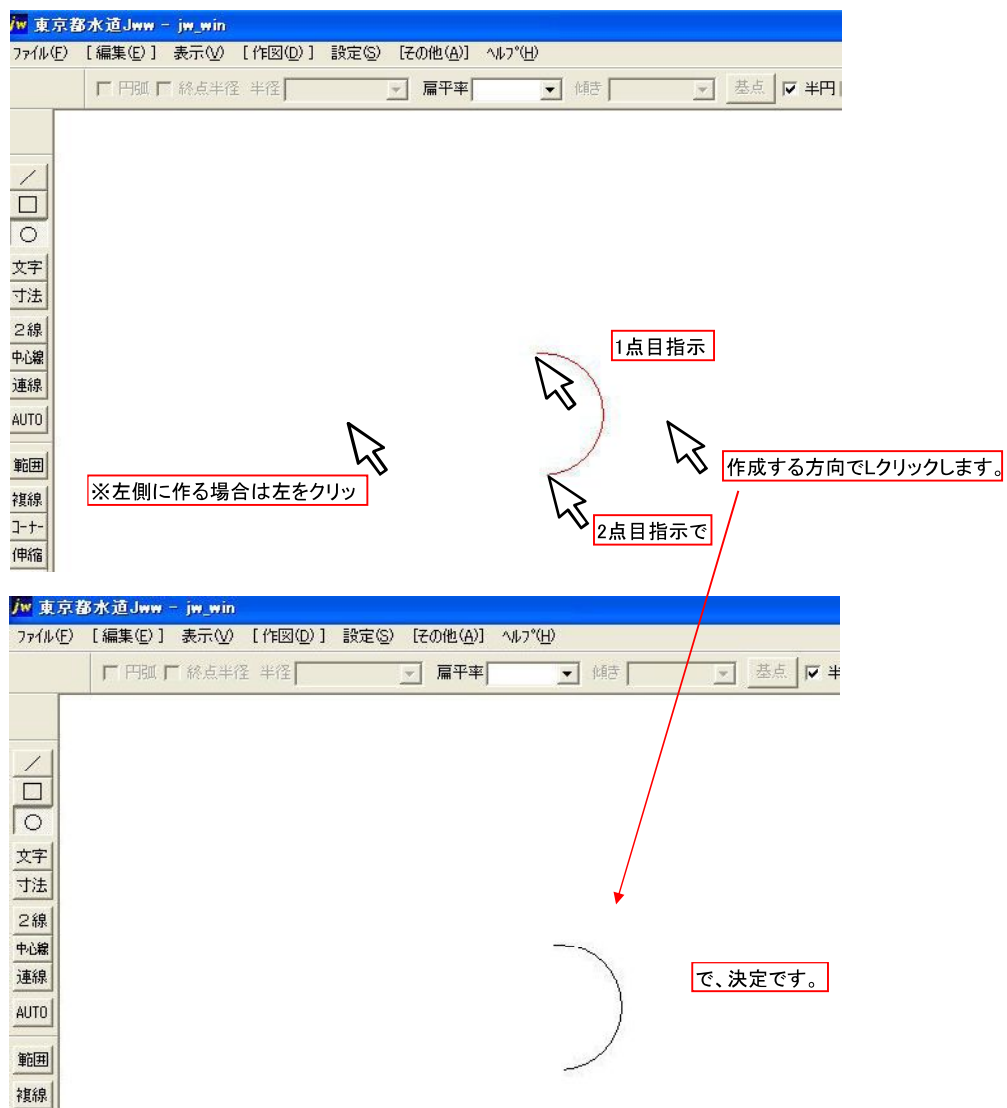 東京都水道Jww - jw_win
ファイル(F) [編集(E)] 表示(V) [作図(D)] 設定(S) [その他(A)] ヘルプ(H)
円弧 終点半径 半径 扁平率 傾き 基点 半円
／
□
○
文字
寸法
2線
中心線
連線
AUTO
範囲
複線
コーナー
伸縮
1点目指示
作成する方向でLクリックします。
※左側に作る場合は左をクリッ
2点目指示で
東京都水道Jww - jw_win
ファイル(F) [編集(E)] 表示(V) [作図(D)] 設定(S) [その他(A)] ヘルプ(H)
円弧 終点半径 半径 扁平率 傾き 基点 半
／
□
○
文字
寸法
2線
中心線
連線
AUTO
範囲
複線
で、決定です。